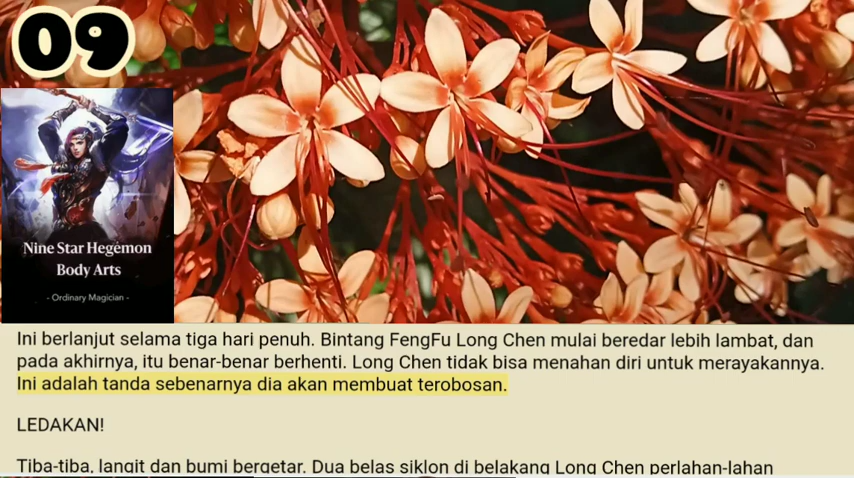 09
Nine Star Hegemon
Body Arts
- Ordinary Magician -
Ini berlanjut selama tiga hari penuh. Bintang FengFu Long Chen mulai beredar lebih lambat, dan
pada akhirnya, itu benar-benar berhenti. Long Chen tidak bisa menahan diri untuk merayakannya.
Ini adalah tanda sebenarnya dia akan membuat terobosan.
LEDAKAN!
Tiba-tiba, langit dan bumi bergetar. Dua belas siklon di belakang Long Chen perlahan-lahan